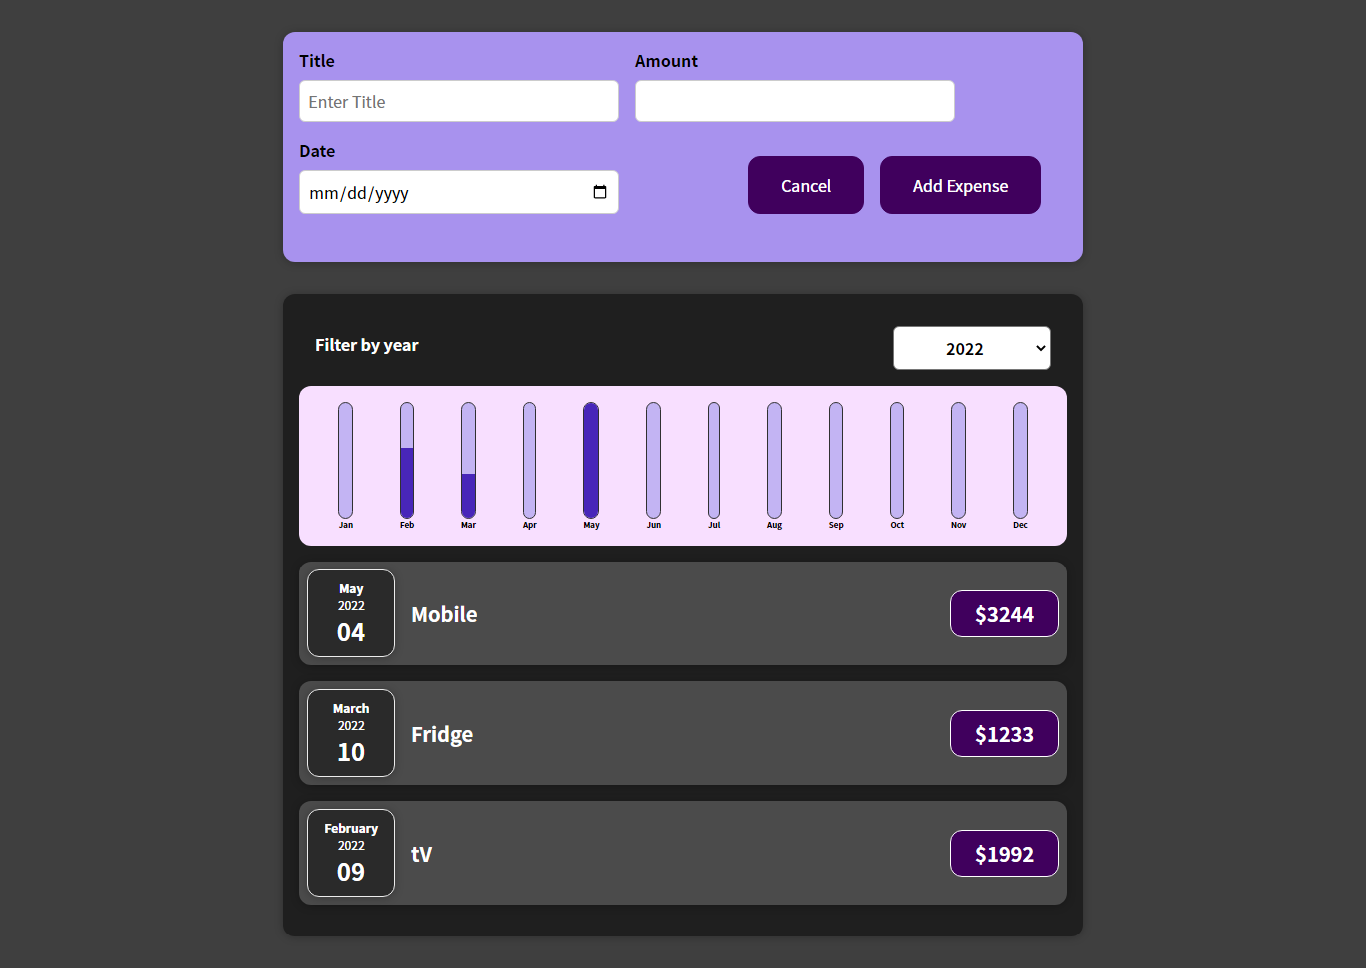 Title
Amount
Enter Title
Date
mm/dd/yyyy
Cancel
Add Expense
Filter by year
2022
Jan Feb Mar Apr May Jun Jul Aug Sep Oct Nov Dec
May
2022
04
Mobile
$3244
March
2022
10
Fridge
$1233
February
2022
09
tV
$1992